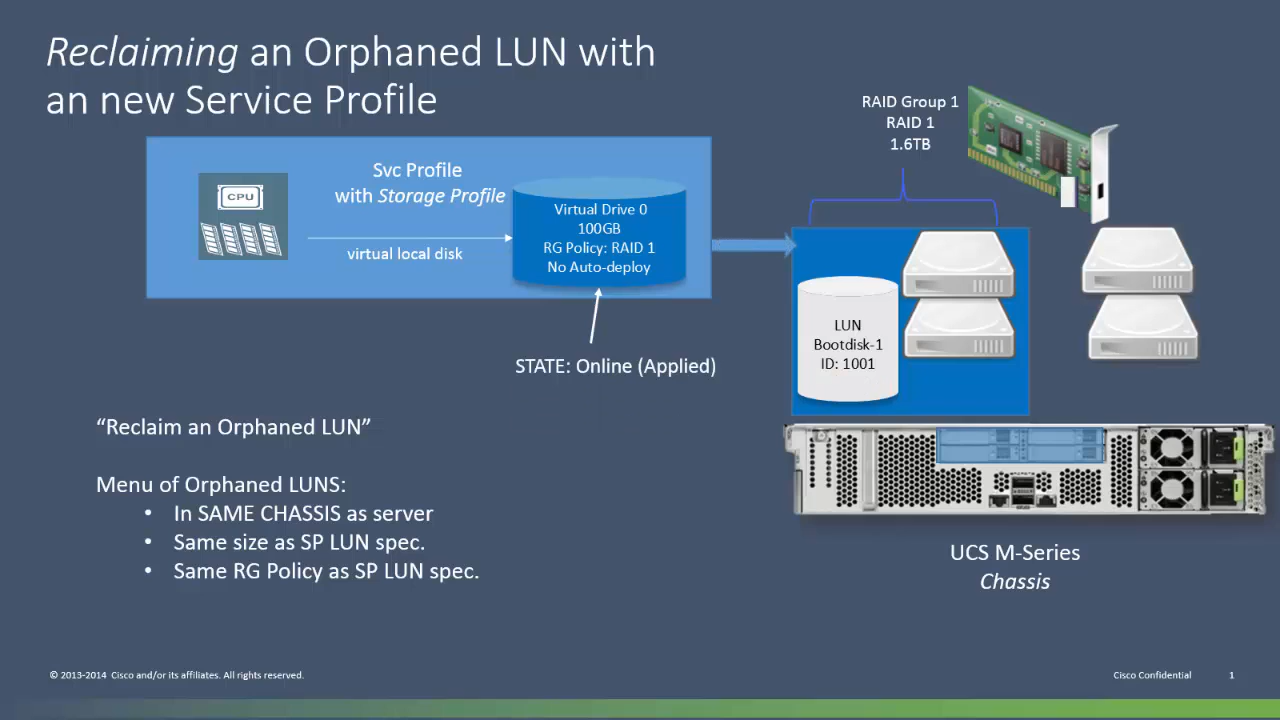 Reclaiming an Orphaned LUN with
an new Service Profile
RAID Group 1
RAID 1
1.6TB
Svc Profile
with Storage Profile
CPU
virtual local disk
Virtual Drive 0
100GB
RG Policy: RAID 1
No Auto-deploy
LUN
Bootdisk-1
ID: 1001
STATE: Online (Applied)
“Reclaim an Orphaned LUN”
Menu of Orphaned LUNS:
• In SAME CHASSIS as server
• Same size as SP LUN spec.
• Same RG Policy as SP LUN spec.
UCS M-Series
Chassis
© 2013-2014 Cisco and/or its affiliates. All rights reserved.
Cisco Confidential
1